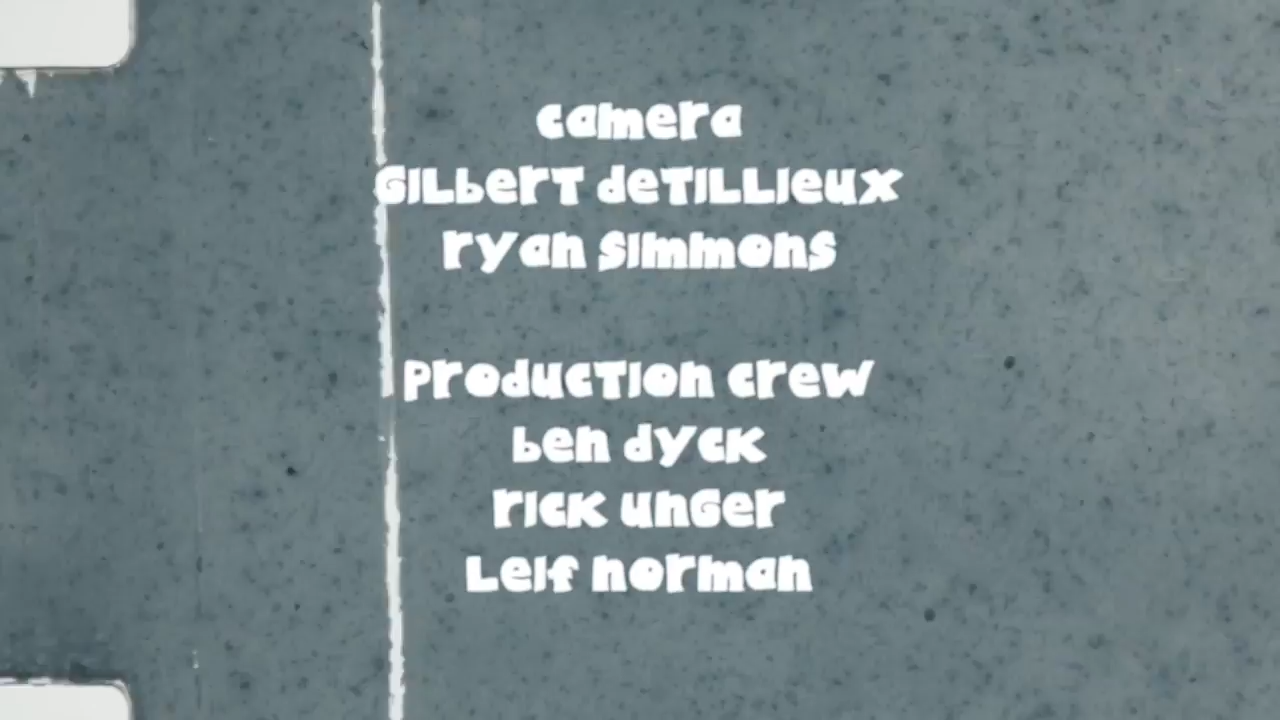 camera
GILberT deTILLIeux
ryan SImmons
ProducTIon crew
ben dyck
rIck unGer
LeIf norman